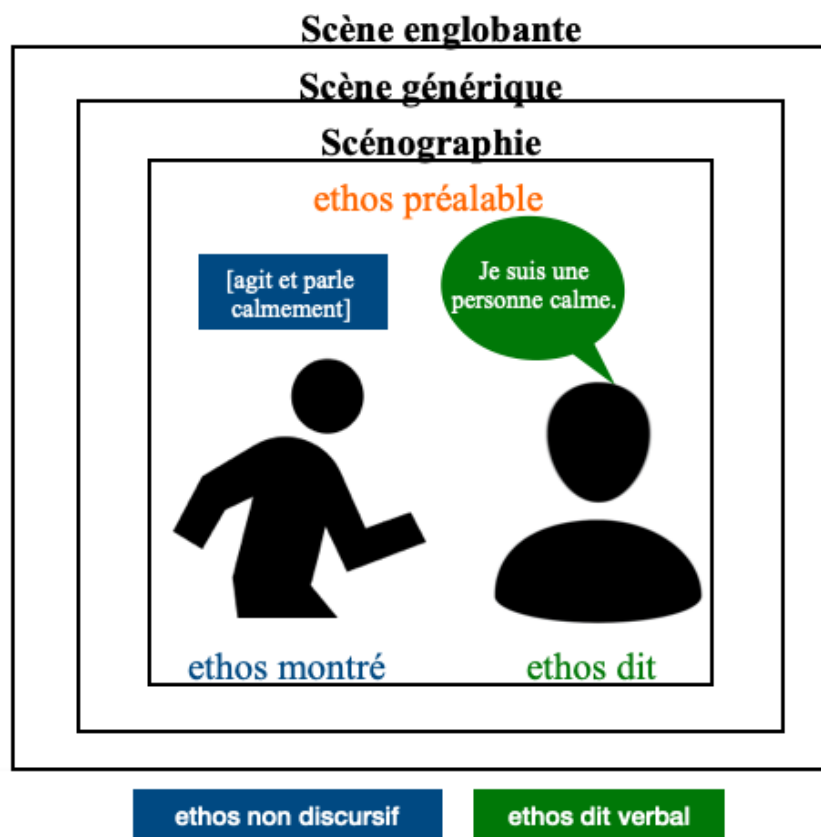 Scène englobante
Scène générique
Scénographie
ethos préalable
[agit et parle
calmement]
Je suis une
personne calme.
ethos montré
ethos dit
ethos non discursif
ethos dit verbal